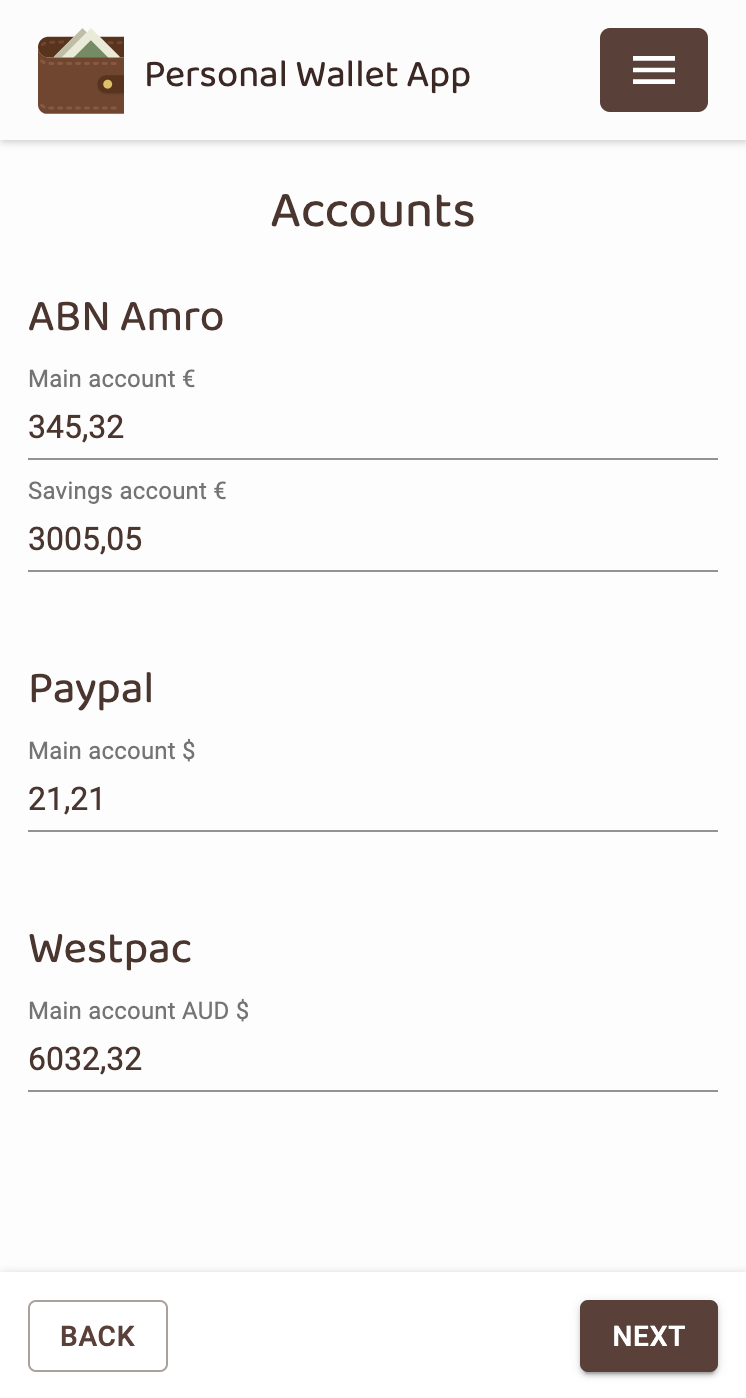 Personal Wallet App
Accounts
ABN Amro
Main account €
345,32
Savings account €
3005,05
Paypal
Main account $
21,21
Westpac
Main account AUD $
6032,32
BACK
NEXT